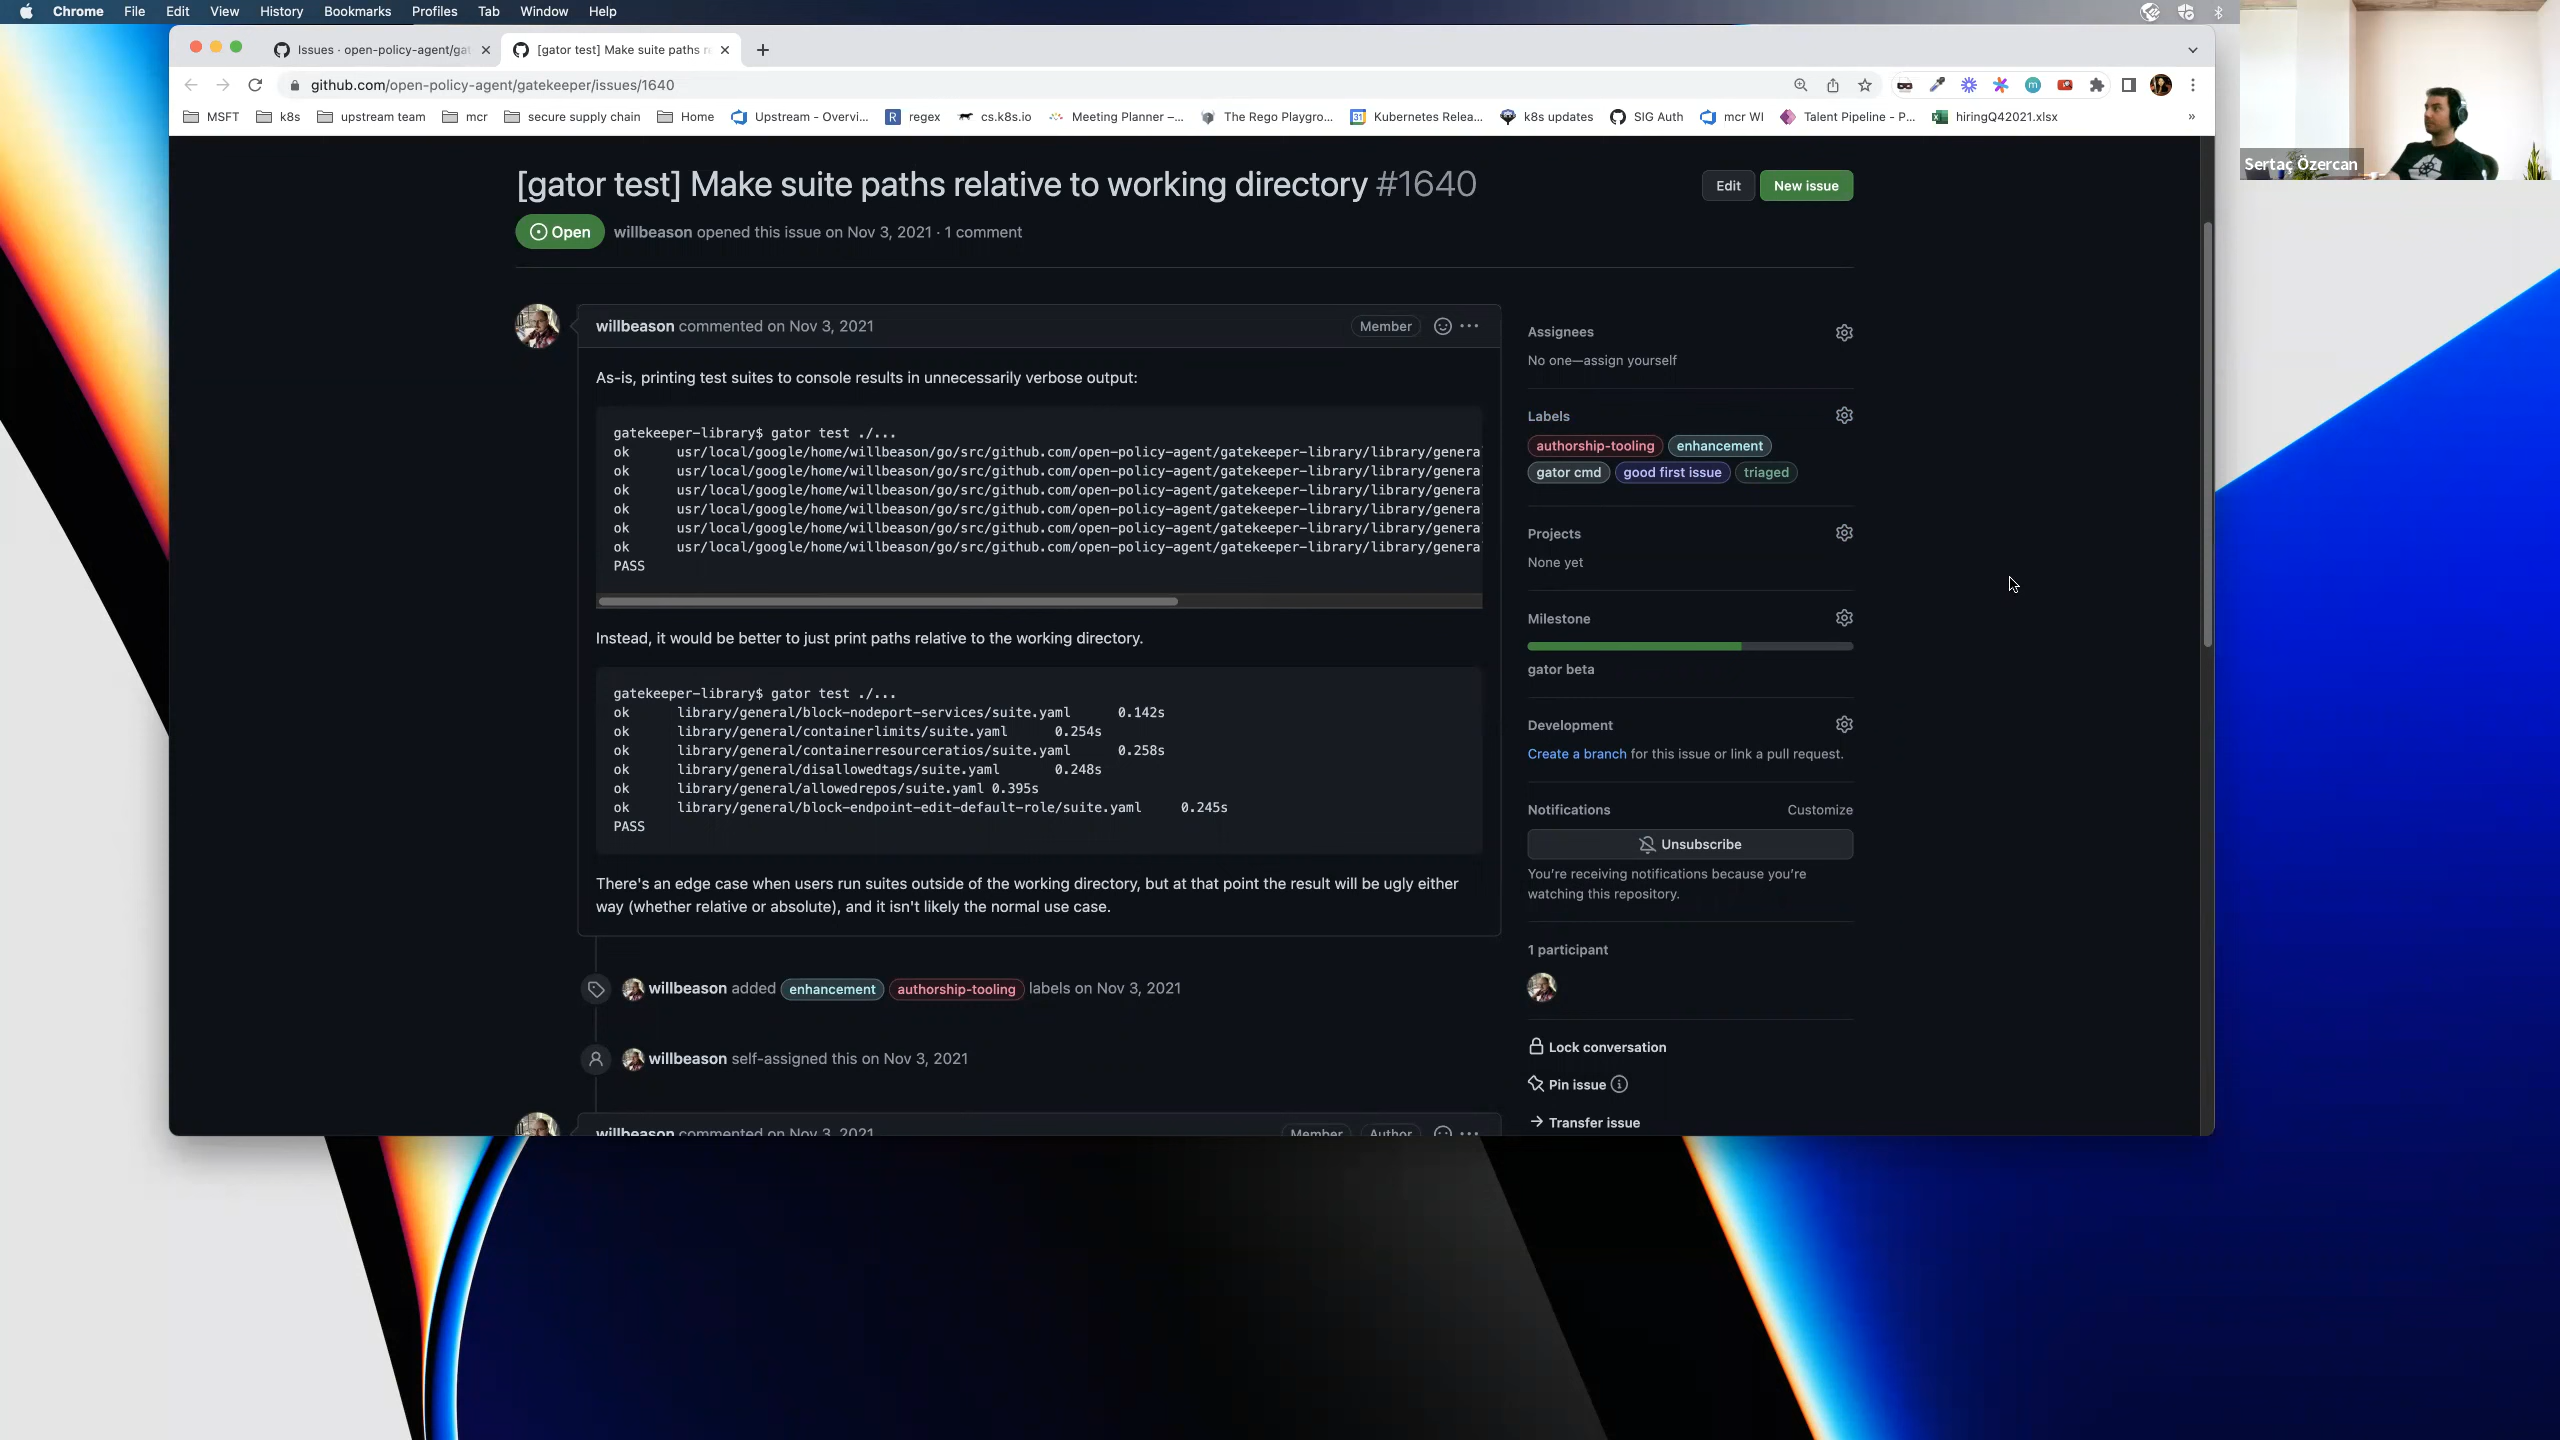 Chrome File Edit View History Bookmarks Profiles Tab Window Help
Issues · open-policy-agent/gat
[gator test] Make suite paths r
github.com/open-policy-agent/gatekeeper/issues/1640
MSFT k8s upstream team mcr secure supply chain Home Upstream - Overvi... regex cs.k8s.io Meeting Planner –... The Rego Playgro... Kubernetes Relea... k8s updates SIG Auth mcr WI Talent Pipeline - P... hiringQ42021.xlsx »
Sertaç Özercan
[gator test] Make suite paths relative to working directory #1640
Edit New issue
Open willbeason opened this issue on Nov 3, 2021 · 1 comment
willbeason commented on Nov 3, 2021
Member
As-is, printing test suites to console results in unnecessarily verbose output:
gatekeeper-library$ gator test ./...
ok usr/local/google/home/willbeason/go/src/github.com/open-policy-agent/gatekeeper-library/library/genera
ok usr/local/google/home/willbeason/go/src/github.com/open-policy-agent/gatekeeper-library/library/genera
ok usr/local/google/home/willbeason/go/src/github.com/open-policy-agent/gatekeeper-library/library/genera
ok usr/local/google/home/willbeason/go/src/github.com/open-policy-agent/gatekeeper-library/library/genera
ok usr/local/google/home/willbeason/go/src/github.com/open-policy-agent/gatekeeper-library/library/genera
ok usr/local/google/home/willbeason/go/src/github.com/open-policy-agent/gatekeeper-library/library/genera
PASS
Instead, it would be better to just print paths relative to the working directory.
gatekeeper-library$ gator test ./...
ok library/general/block-nodeport-services/suite.yaml 0.142s
ok library/general/containerlimits/suite.yaml 0.254s
ok library/general/containerresourceratios/suite.yaml 0.258s
ok library/general/disallowedtags/suite.yaml 0.248s
ok library/general/allowedrepos/suite.yaml 0.395s
ok library/general/block-endpoint-edit-default-role/suite.yaml 0.245s
PASS
There's an edge case when users run suites outside of the working directory, but at that point the result will be ugly either
way (whether relative or absolute), and it isn't likely the normal use case.
willbeason added enhancement authorship-tooling labels on Nov 3, 2021
willbeason self-assigned this on Nov 3, 2021
willbeason commented on Nov 3, 2021
Member Author
Assignees
No one—assign yourself
Labels
authorship-tooling enhancement
gator cmd good first issue triaged
Projects
None yet
Milestone
gator beta
Development
Create a branch for this issue or link a pull request.
Notifications Customize
Unsubscribe
You're receiving notifications because you're
watching this repository.
1 participant
Lock conversation
Pin issue
Transfer issue